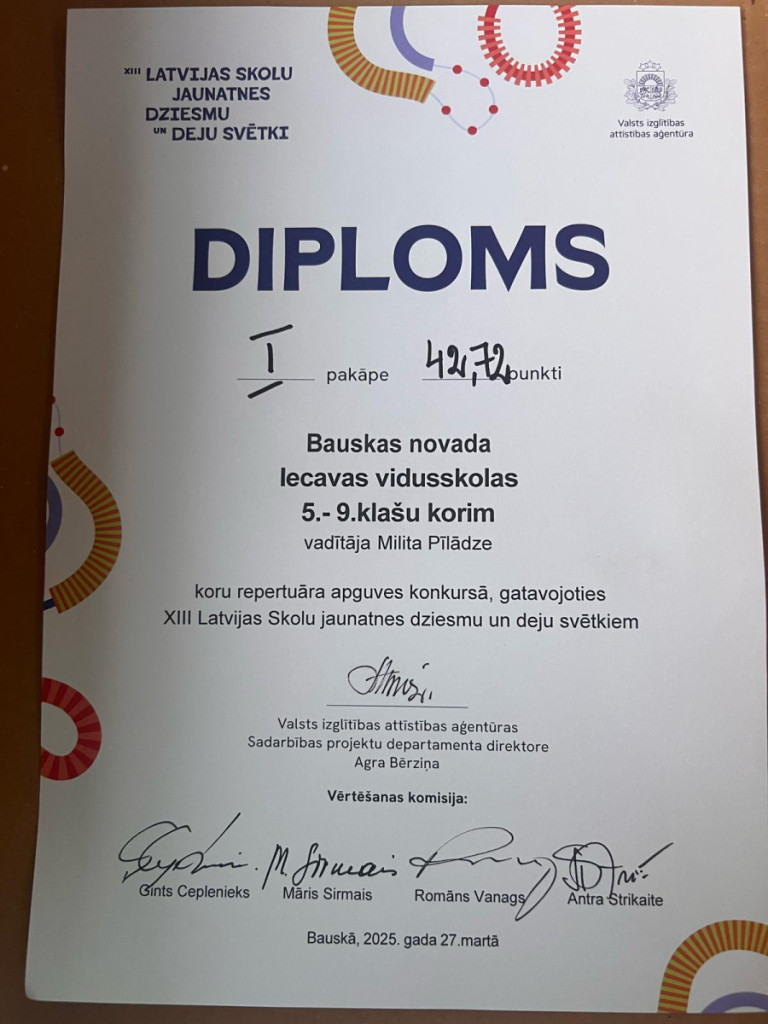 XIII LATVIJAS SKOLU
JAUNATNES
DZIESMU
UN DEJU SVĒTKI
Valsts izglītības
attīstības aģentūra
DIPLOMS
I pakāpe 42,72 punkti
Bauskas novada
Iecavas vidusskolas
5.- 9.klašu korim
vadītāja Milita Pīlādze
koru repertuāra apguves konkursā, gatavojoties
XIII Latvijas Skolu jaunatnes dziesmu un deju svētkiem
Valsts izglītības attīstības aģentūras
Sadarbības projektu departamenta direktore
Agra Bērziņa
Vērtēšanas komisija:
M. Sirmais
Gints Ceplenieks Māris Sirmais Romāns Vanags Antra Strikaite
Bauskā, 2025. gada 27.martā